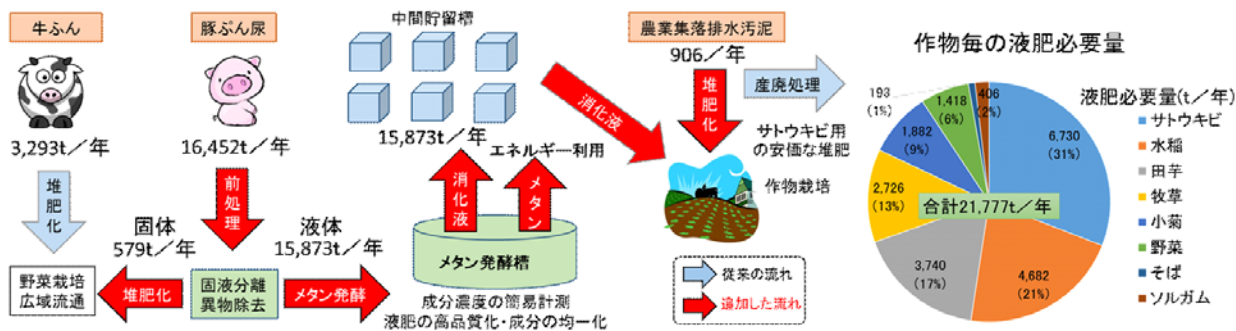 牛ふん
3,293t／年
堆肥化
野菜栽培
広域流通
豚ぷん尿
16,452t／年
前処理
固体
579t／年
堆肥化
固液分離
異物除去
液体
15,873t／年
メタン発酵
中間貯留槽
15,873t／年
エネルギー利用
消化液
メタン
メタン発酵槽
成分濃度の簡易計測
液肥の高品質化・成分の均一化
消化液
農業集落排水汚泥
906／年
堆肥化
産廃処理
サトウキビ用
の安価な堆肥
作物栽培
従来の流れ
追加した流れ
作物毎の液肥必要量
液肥必要量(t／年)
サトウキビ
水稲
田芋
牧草
小菊
野菜
そば
ソルガム
6,730
(31%)
4,682
(21%)
3,740
(17%)
2,726
(13%)
1,882
(9%)
1,418
(6%)
193
(1%)
406
(2%)
合計21,777t／年